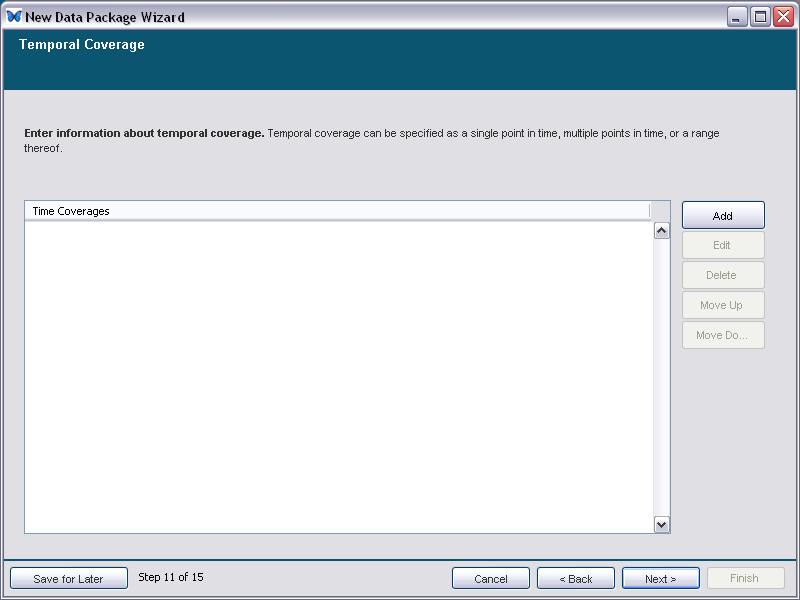 New Data Package Wizard
Temporal Coverage
Enter information about temporal coverage. Temporal coverage can be specified as a single point in time, multiple points in time, or a range
thereof.
Time Coverages
Add
Edit
Delete
Move Up
Move Do...
Save for Later
Step 11 of 15
Cancel
< Back
Next >
Finish